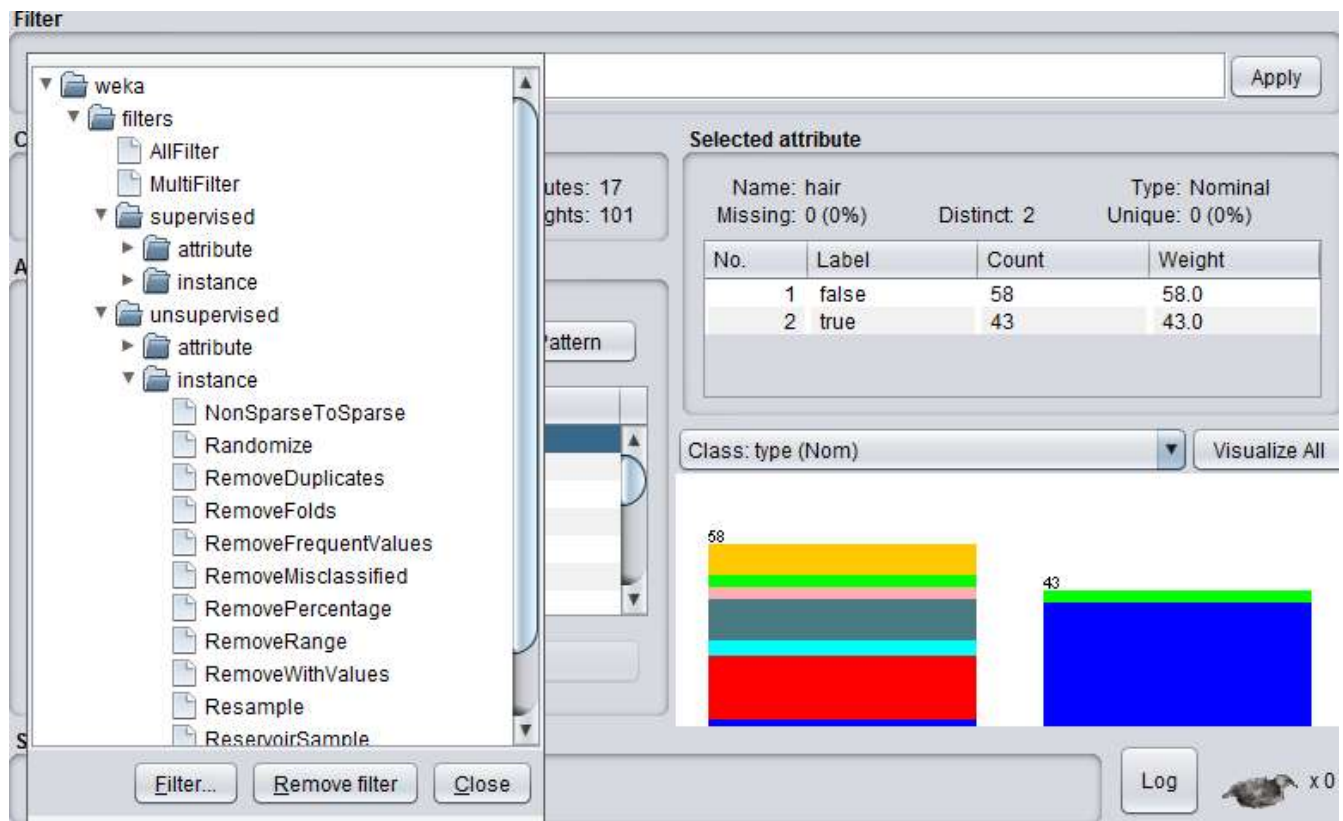 Filter
weka
filters
AllFilter
MultiFilter
supervised
attribute
instance
unsupervised
attribute
instance
NonSparseToSparse
Randomize
RemoveDuplicates
RemoveFolds
RemoveFrequentValues
RemoveMisclassified
RemovePercentage
RemoveRange
RemoveWithValues
Resample
ReservoirSample
Filter...
Remove filter
Close
Apply
C
utes: 17
ghts: 101
A
Pattern
S
Selected attribute
Name: hair
Type: Nominal
Missing: 0 (0%)
Distinct: 2
Unique: 0 (0%)
No. Label Count Weight
1 false 58 58.0
2 true 43 43.0
Class: type (Nom)
Visualize All
58
43
Log
x 0